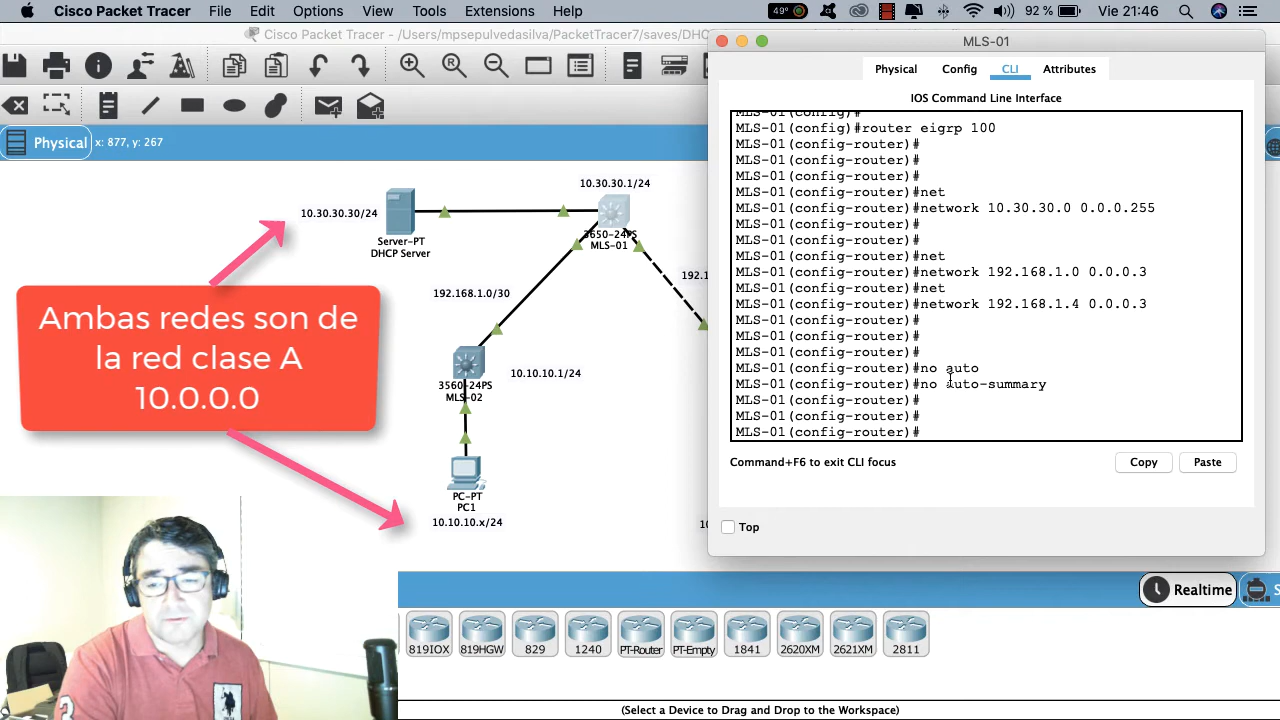 Cisco Packet Tracer File Edit Options View Tools Extensions Help 49° 92 % Vie 21:46
Cisco Packet Tracer - /Users/mpsepulvedasilva/PacketTracer7/saves/DHC
MLS-01
Physical Config CLI Attributes
IOS Command Line Interface
Physical x: 877, y: 267
MLS-01(config)#
MLS-01(config)#router eigrp 100
MLS-01(config-router)#
MLS-01(config-router)#
MLS-01(config-router)#
MLS-01(config-router)#net
MLS-01(config-router)#network 10.30.30.0 0.0.0.255
MLS-01(config-router)#
MLS-01(config-router)#
MLS-01(config-router)#net
MLS-01(config-router)#network 192.168.1.0 0.0.0.3
MLS-01(config-router)#net
MLS-01(config-router)#network 192.168.1.4 0.0.0.3
MLS-01(config-router)#
MLS-01(config-router)#
MLS-01(config-router)#
MLS-01(config-router)#no auto
MLS-01(config-router)#no auto-summary
MLS-01(config-router)#
MLS-01(config-router)#
MLS-01(config-router)#
Command+F6 to exit CLI focus
Copy Paste
Top
10.30.30.1/24
10.30.30.30/24
Server-PT
DHCP Server
3650-24PS
MLS-01
192.1
192.168.1.0/30
3560-24PS
MLS-02
10.10.10.1/24
PC-PT
PC1
10.10.10.x/24
10
Ambas redes son de
la red clase A
10.0.0.0
Realtime S
819IOX 819HGW 829 1240 PT-Router PT-Empty 1841 2620XM 2621XM 2811
(Select a Device to Drag and Drop to the Workspace)
3